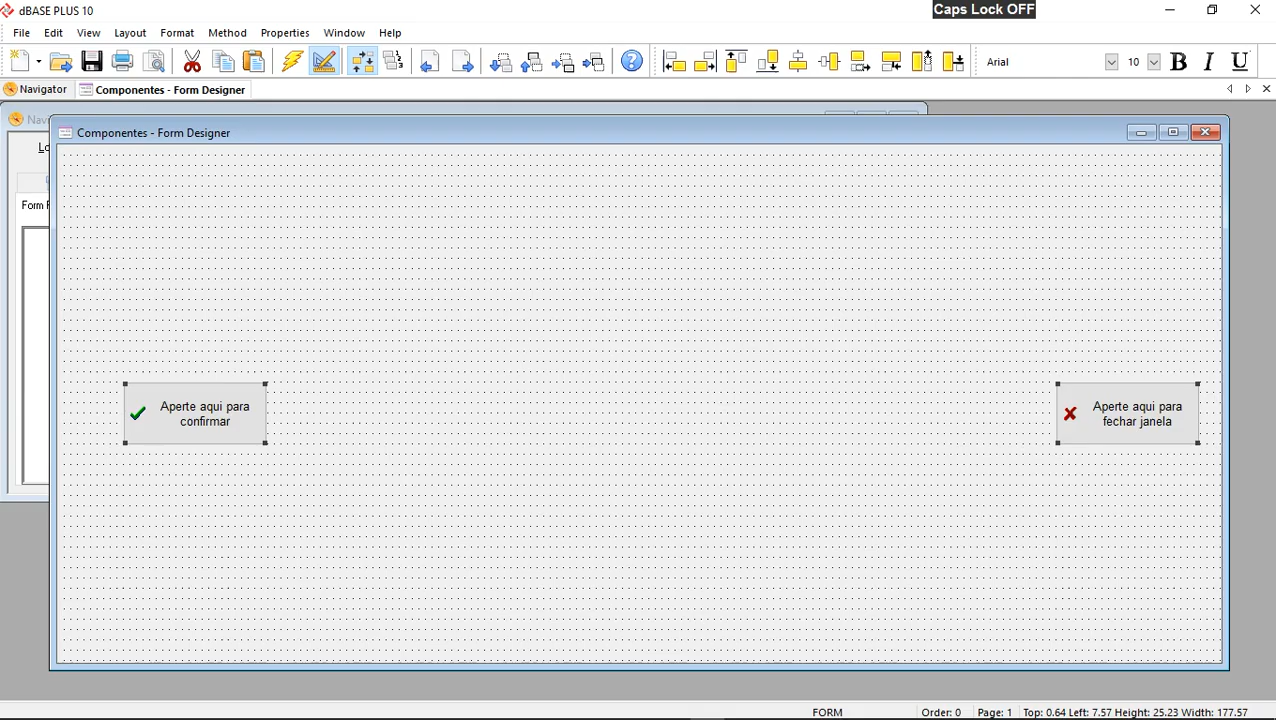 dBASE PLUS 10
Caps Lock OFF
File Edit View Layout Format Method Properties Window Help
Arial 10 B I U
Navigator Componentes - Form Designer
Componentes - Form Designer
Form
Aperte aqui para
confirmar
Aperte aqui para
fechar janela
FORM Order: 0 Page: 1 Top: 0.64 Left: 7.57 Height: 25.23 Width: 177.57